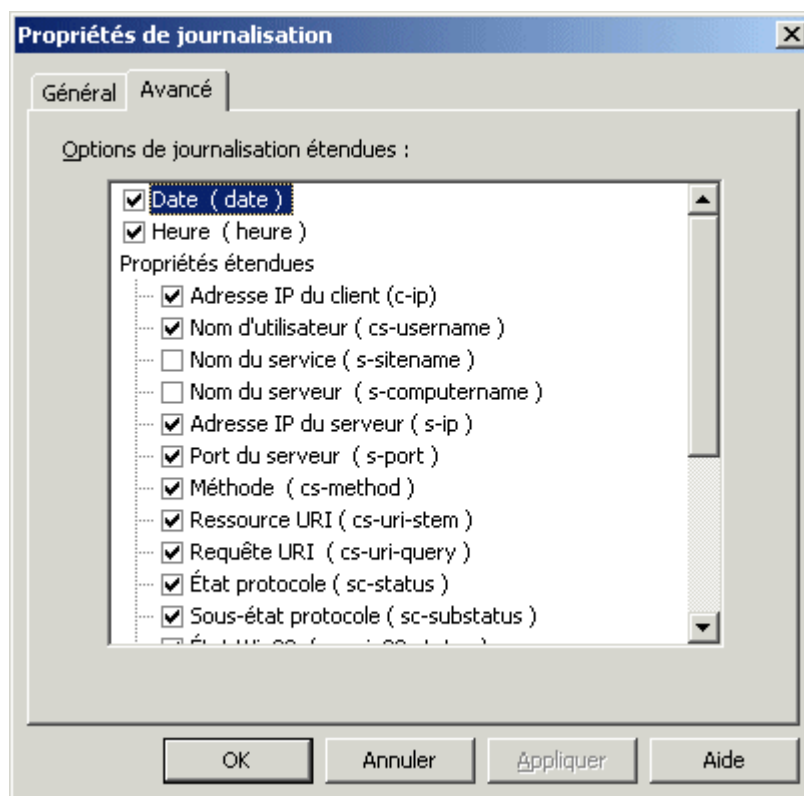 Propriétés de journalisation
Général
Avancé
Options de journalisation étendues :
Date ( date )
Heure ( heure )
Propriétés étendues
Adresse IP du client (c-ip)
Nom d'utilisateur ( cs-username )
Nom du service ( s-sitename )
Nom du serveur ( s-computername )
Adresse IP du serveur ( s-ip )
Port du serveur ( s-port )
Méthode ( cs-method )
Ressource URI ( cs-uri-stem )
Requête URI ( cs-uri-query )
État protocole ( sc-status )
Sous-état protocole ( sc-substatus )
OK
Annuler
Appliquer
Aide